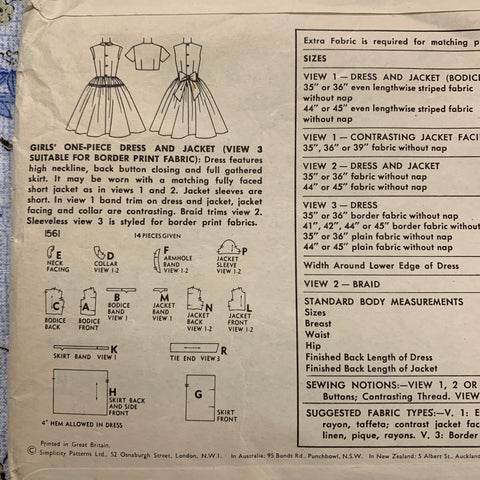 GIRLS' ONE-PIECE DRESS AND JACKET (VIEW 3
SUITABLE FOR BORDER PRINT FABRIC): Dress features
high neckline, back button closing and full gathered
skirt. It may be worn with a matching fully faced
short jacket as in views 1 and 2. Jacket sleeves are
short. In view 1 band trim on dress and jacket, jacket
facing and collar are contrasting. Braid trims view 2.
Sleeveless view 3 is styled for border print fabrics.
1561
14 PIECES GIVEN
E
NECK
FACING
D
COLLAR
VIEW 1-2
F
ARMHOLE
BAND
VIEW 1-2
P
JACKET
SLEEVE
VIEW 1-2
C
BODICE
BACK
A
BODICE
FRONT
B
BAND
VIEW 1
M
JACKET
BAND
VIEW 1
N
JACKET
BACK
VIEW 1-2
L
JACKET
FRONT
VIEW 1-2
K
SKIRT BAND VIEW 1
R
TIE END VIEW 3
H
SKIRT BACK
AND SIDE
FRONT
G
SKIRT
FRONT
4" HEM ALLOWED IN DRESS
Extra Fabric is required for matching p
SIZES
VIEW 1—DRESS AND JACKET (BODICE
35" or 36" even lengthwise striped fabric
without nap
44" or 45" even lengthwise striped fabric
without nap
VIEW 1—CONTRASTING JACKET FACI
35", 36" or 39" fabric without nap
VIEW 2—DRESS AND JACKET
35" or 36" fabric without nap
44" or 45" fabric without nap
VIEW 3—DRESS
35" or 36" border fabric without nap
41", 42", 44" or 45" border fabric without nap
35" or 36" plain fabric without nap
44" or 45" plain fabric without nap
Width Around Lower Edge of Dress
VIEW 2—BRAID
STANDARD BODY MEASUREMENTS
Sizes
Breast
Waist
Hip
Finished Back Length of Dress
Finished Back Length of Jacket
SEWING NOTIONS:—VIEW 1, 2 OR
Buttons; Contrasting Thread. VIEW
SUGGESTED FABRIC TYPES:—V. 1: E
rayon, taffeta; contrast jacket fac
linen, pique, rayons. V. 3: Border
Printed in Great Britain.
© Simplicity Patterns Ltd., 52 Osnaburgh Street, London, N.W.1. In Australia: 95 Bonds Rd., Punchbowl, N.S.W. In New Zealand: 5 Albert St., Auckland